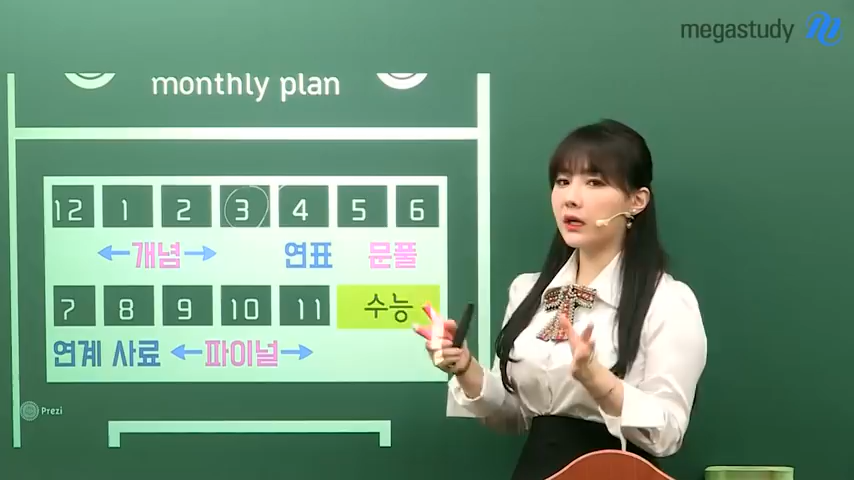 megastudy
monthly plan
12 1 2 3 4 5 6
개념 연표 문풀
7 8 9 10 11 수능
연계 사료 파이널
Prezi